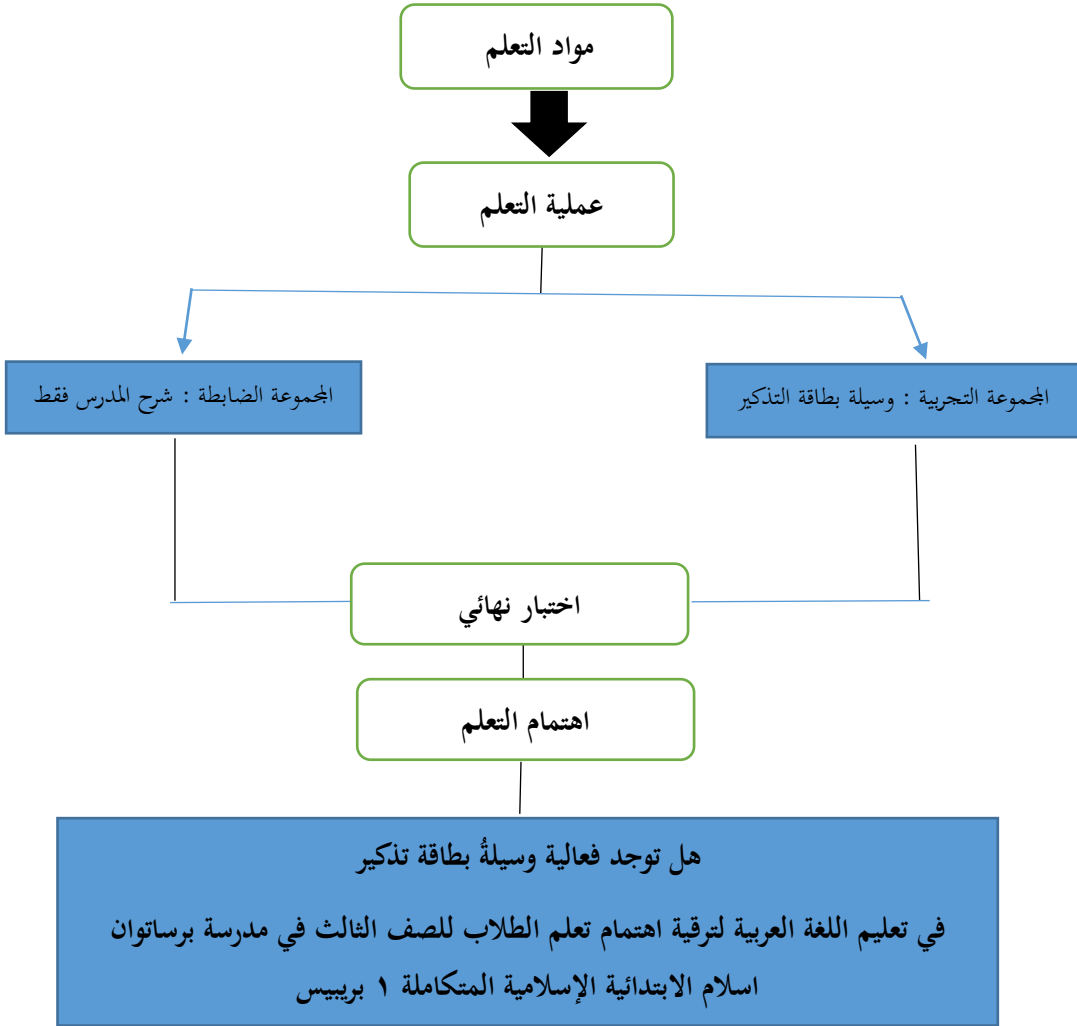 مواد التعلم
عملية التعلم
المجموعة التجريبية : وسيلة بطاقة التذكير
المجموعة الضابطة : شرح المدرس فقط
اختبار نهائي
اهتمام التعلم
هل توجد فعالية وسيلةُ بطاقة تذكير
في تعليم اللغة العربية لترقية اهتمام تعلم الطلاب للصف الثالث في مدرسة برساتوان
اسلام الابتدائية الإسلامية المتكاملة ١ بريبيس